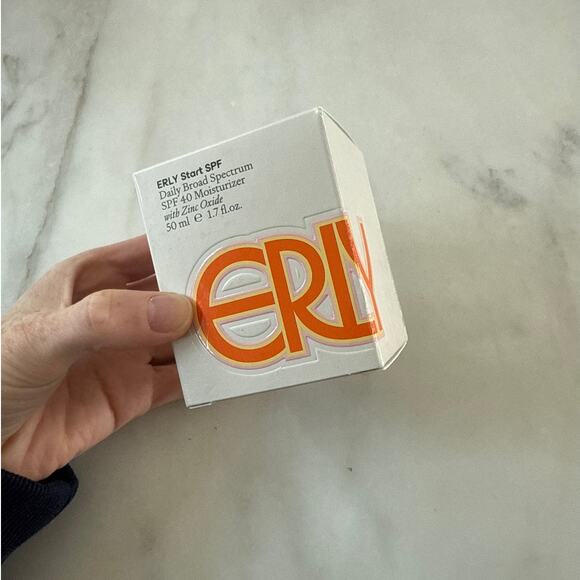 ERLY Start SPF
Daily Broad Spectrum
SPF 40 Moisturizer
with Zinc Oxide
50 ml ℮ 1.7 fl.oz.
ERLY